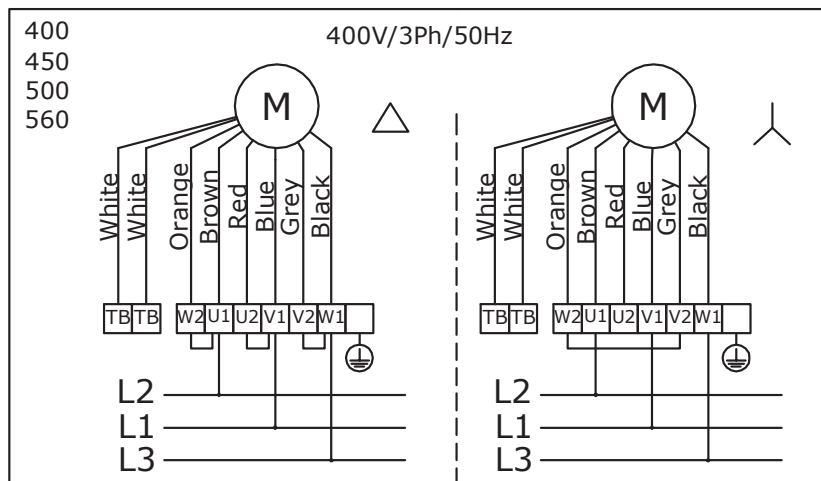 400
450
500
560
400V/3Ph/50Hz
M
White
White
Orange
Brown
Red
Blue
Grey
Black
TB TB W2 U1 U2 V1 V2 W1
L2
L1
L3
M
White
White
Orange
Brown
Red
Blue
Grey
Black
TB TB W2 U1 U2 V1 V2 W1
L2
L1
L3